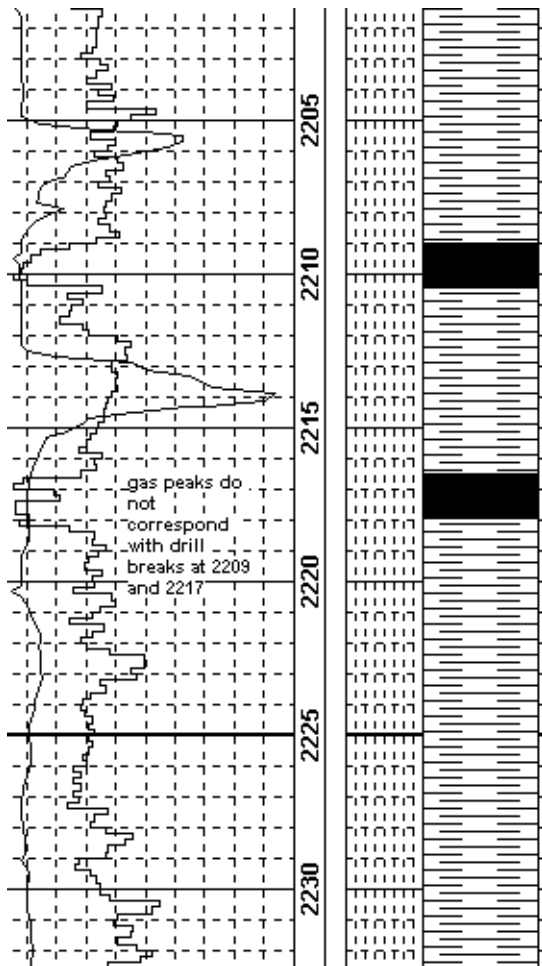 2205
2210
gas peaks do
not
correspond
with drill
breaks at 2209
and 2217
2215
2220
2225
2230